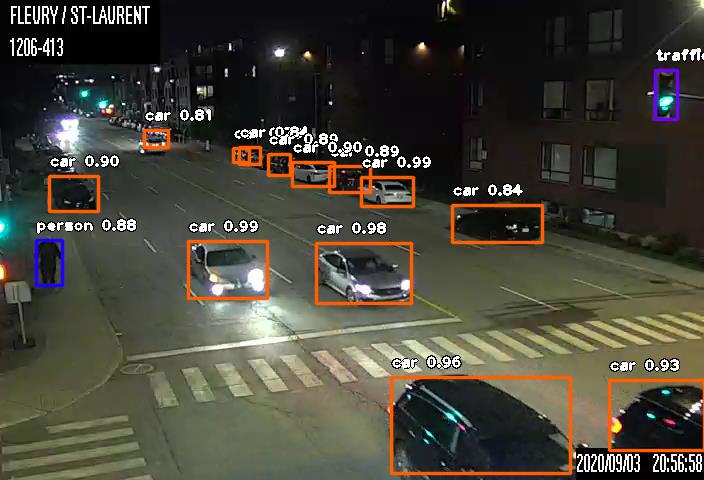 FLEURY / ST-LAURENT
1206-413
traffic
car 0.81
car 0.84
0.89
car 0.90
0.89
car 0.99
car 0.90
car 0.84
person 0.88
car 0.99
car 0.98
car 0.96
car 0.93
2020/09/03 20:56:58